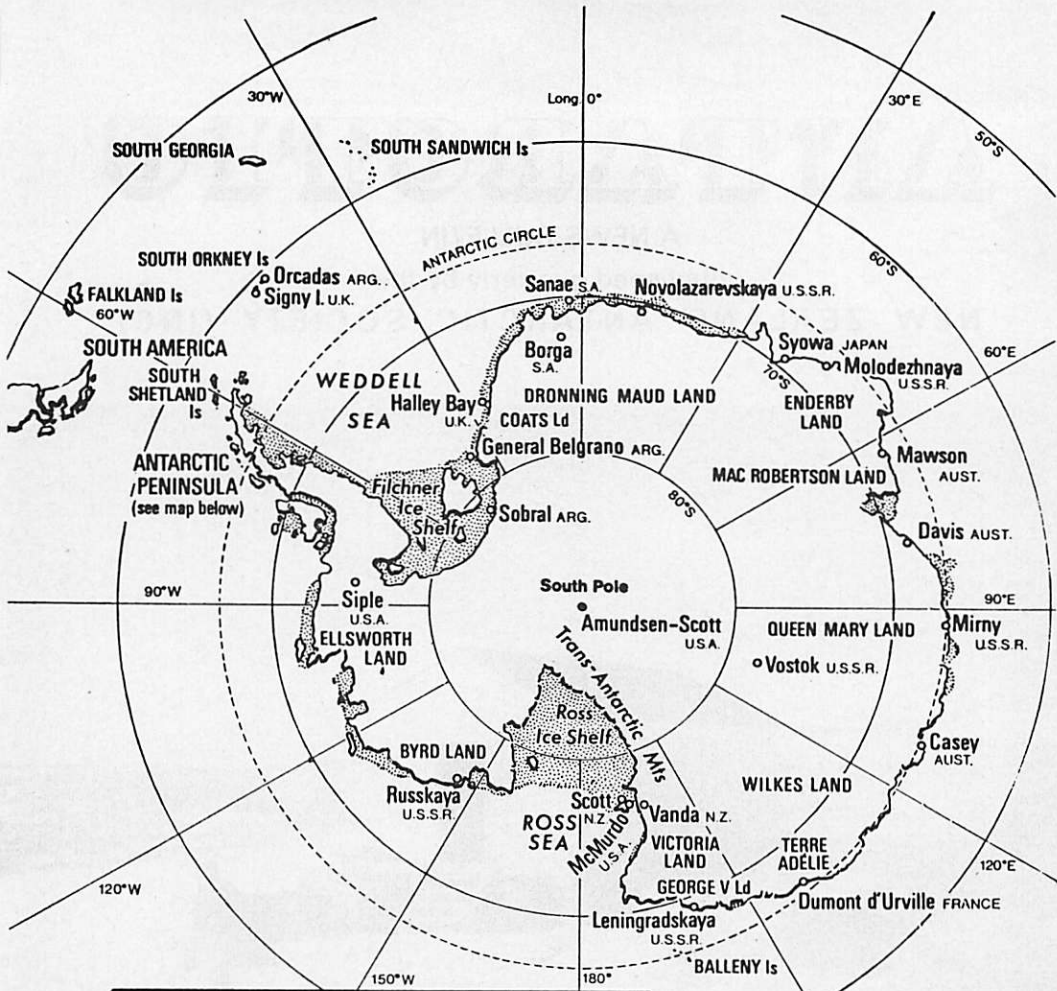 30°W
Long. 0°
30°E
50°S
SOUTH GEORGIA
SOUTH SANDWICH Is
ANTARCTIC CIRCLE
60°S
SOUTH ORKNEY Is
Orcadas ARG.
Signy I. U.K.
FALKLAND Is
60°W
SOUTH AMERICA
SOUTH
SHETLAND
Is
Sanae S.A.
Novolazarevskaya U.S.S.R.
Borga
S.A.
Syowa JAPAN
Molodezhnaya
U.S.S.R.
60°E
70°S
WEDDELL
SEA
Halley Bay
U.K.
COATS Ld
DRONNING MAUD LAND
ENDERBY
LAND
General Belgrano ARG.
MAC ROBERTSON LAND
Mawson
AUST.
ANTARCTIC
PENINSULA
(see map below)
Filchner
Ice
Shelf
Sobral ARG.
80°S
Davis AUST.
90°W
Siple
U.S.A.
ELLSWORTH
LAND
South Pole
Amundsen-Scott
U.S.A.
QUEEN MARY LAND
90°E
Mirny
U.S.S.R.
Vostok U.S.S.R.
Trans-Antarctic Mts
Ross
Ice Shelf
BYRD LAND
Casey
AUST.
WILKES LAND
Russkaya
U.S.S.R.
Scott
N.Z.
Vanda N.Z.
ROSS
SEA
McMurdo
U.S.A.
VICTORIA
LAND
TERRE
ADÉLIE
120°E
120°W
GEORGE V Ld
Dumont d'Urville FRANCE
Leningradskaya
U.S.S.R.
BALLENY Is
150°W
180°